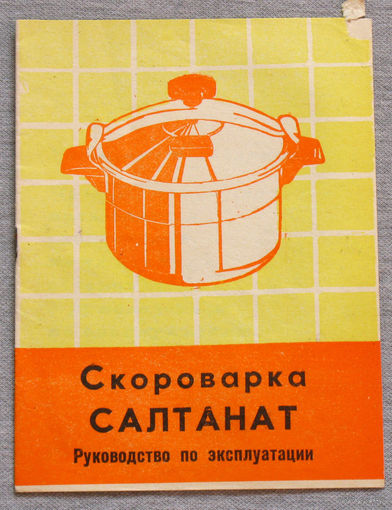 Скороварка
САЛТАНАТ
Руководство по эксплуатации